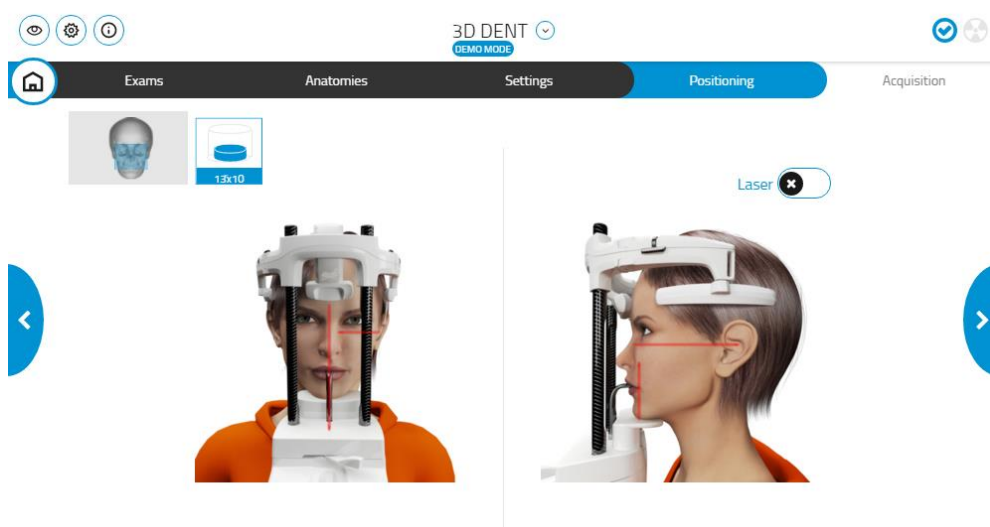 3D DENT
DEMO MODE
Exams
Anatomies
Settings
Positioning
Acquisition
13x10
Laser